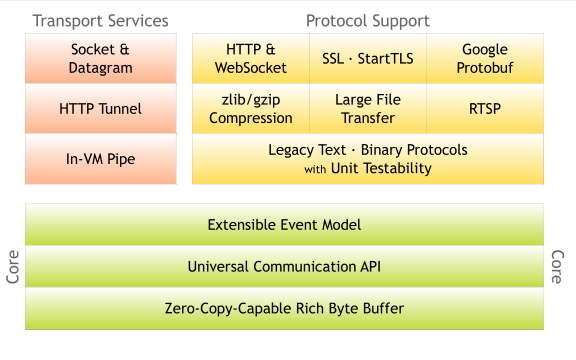 Transport Services
Socket &
Datagram
HTTP Tunnel
In-VM Pipe
Protocol Support
HTTP &
WebSocket
SSL · StartTLS
Google
Protobuf
zlib/gzip
Compression
Large File
Transfer
RTSP
Legacy Text · Binary Protocols
with Unit Testability
Core
Extensible Event Model
Universal Communication API
Zero-Copy-Capable Rich Byte Buffer
Core